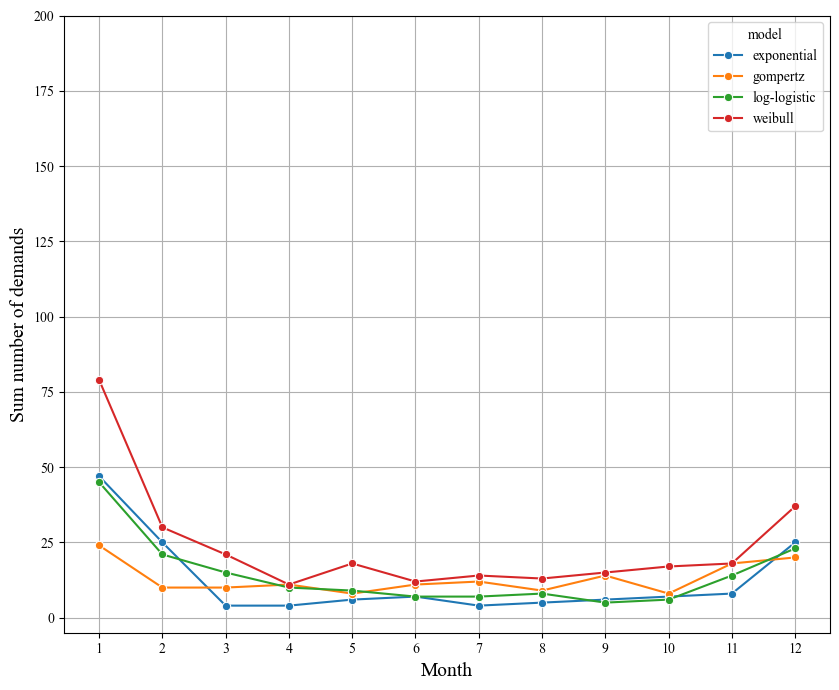 200
175
150
125
100
75
50
25
0
Sum number of demands
model
exponential
gompertz
log-logistic
weibull
1 2 3 4 5 6 7 8 9 10 11 12
Month